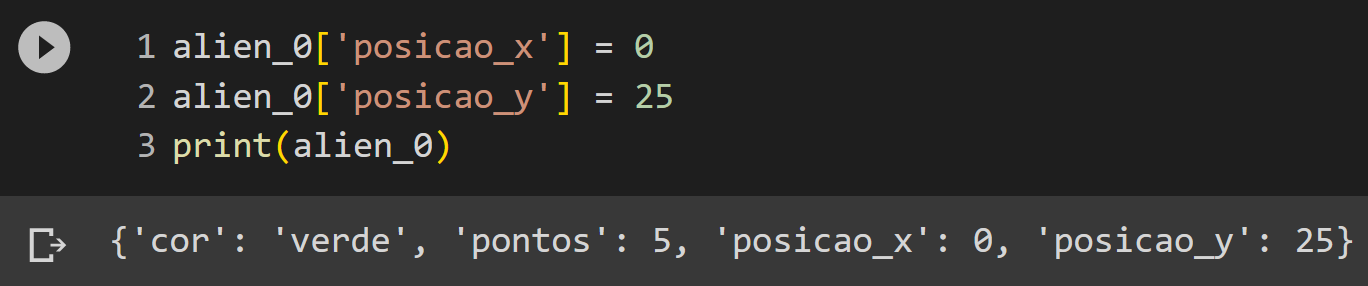 1 alien_0['posicao_x'] = 0
2 alien_0['posicao_y'] = 25
3 print(alien_0)
{'cor': 'verde', 'pontos': 5, 'posicao_x': 0, 'posicao_y': 25}